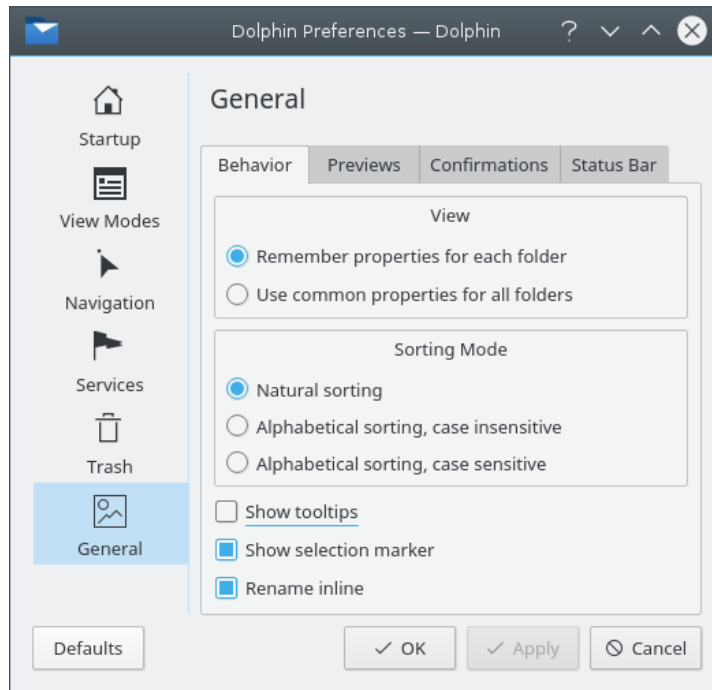 Dolphin Preferences — Dolphin
Startup
View Modes
Navigation
Services
Trash
General
General
Behavior Previews Confirmations Status Bar
View
Remember properties for each folder
Use common properties for all folders
Sorting Mode
Natural sorting
Alphabetical sorting, case insensitive
Alphabetical sorting, case sensitive
Show tooltips
Show selection marker
Rename inline
Defaults OK Apply Cancel